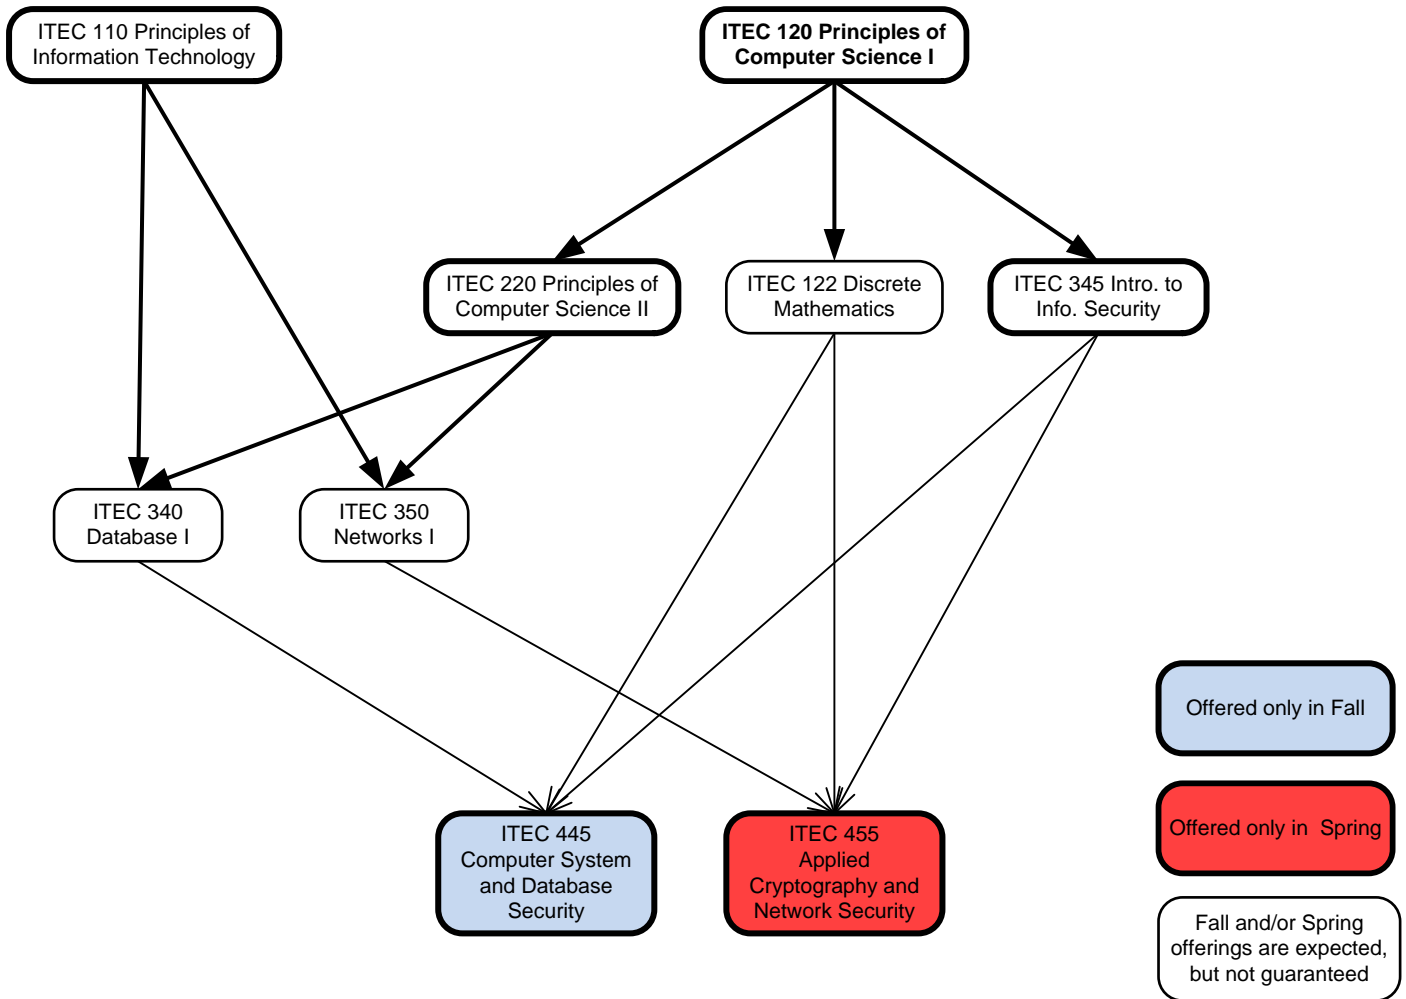 ITEC 110 Principles of
Information Technology
ITEC 120 Principles of
Computer Science I
ITEC 220 Principles of
Computer Science II
ITEC 122 Discrete
Mathematics
ITEC 345 Intro. to
Info. Security
ITEC 340
Database I
ITEC 350
Networks I
ITEC 445
Computer System
and Database
Security
ITEC 455
Applied
Cryptography and
Network Security
Offered only in Fall
Offered only in  Spring
Fall and/or Spring
offerings are expected,
but not guaranteed